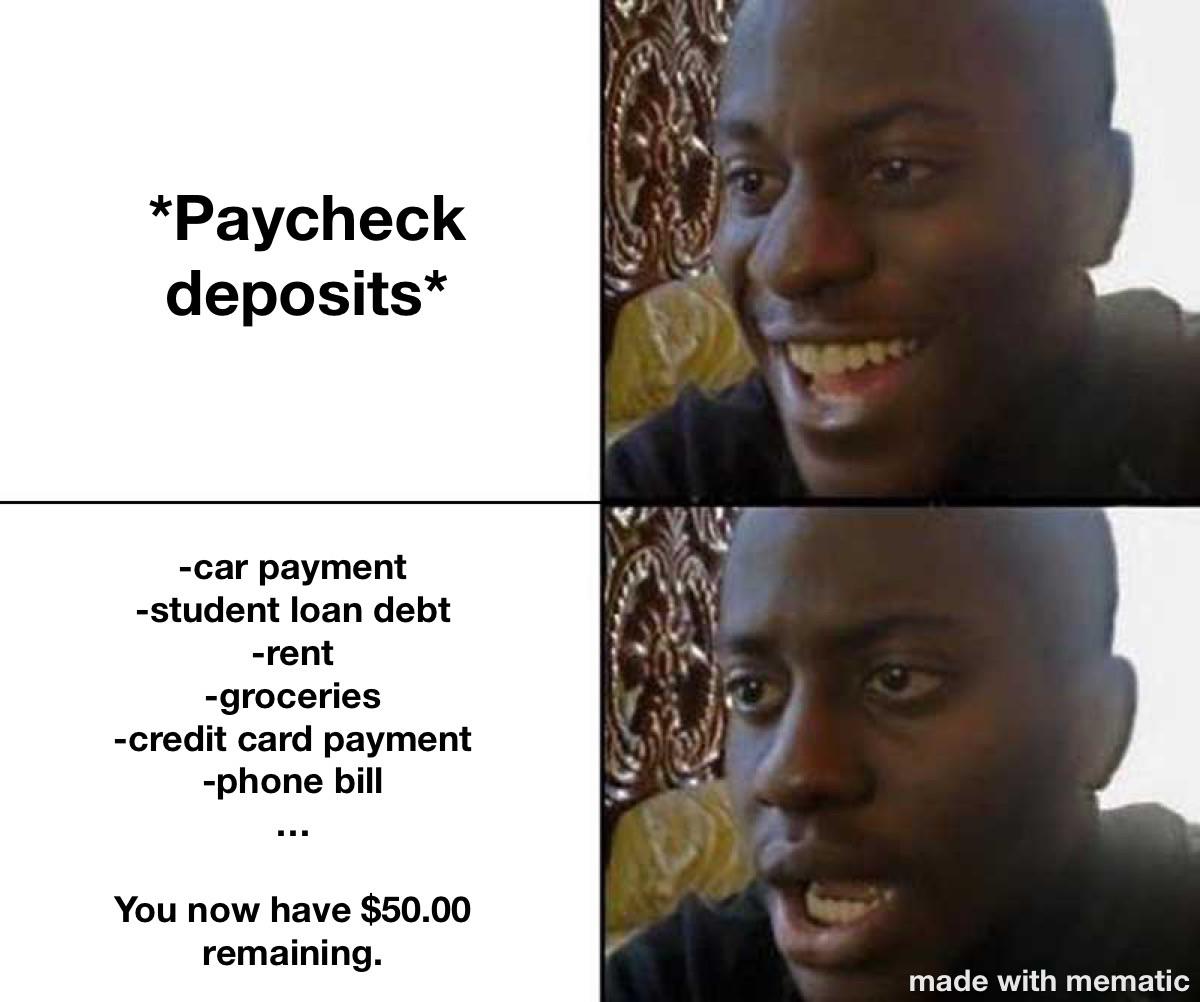 *Paycheck
deposits*
-car payment
-student loan debt
-rent
-groceries
-credit card payment
-phone bill
...
You now have $50.00
remaining.
made with mematic